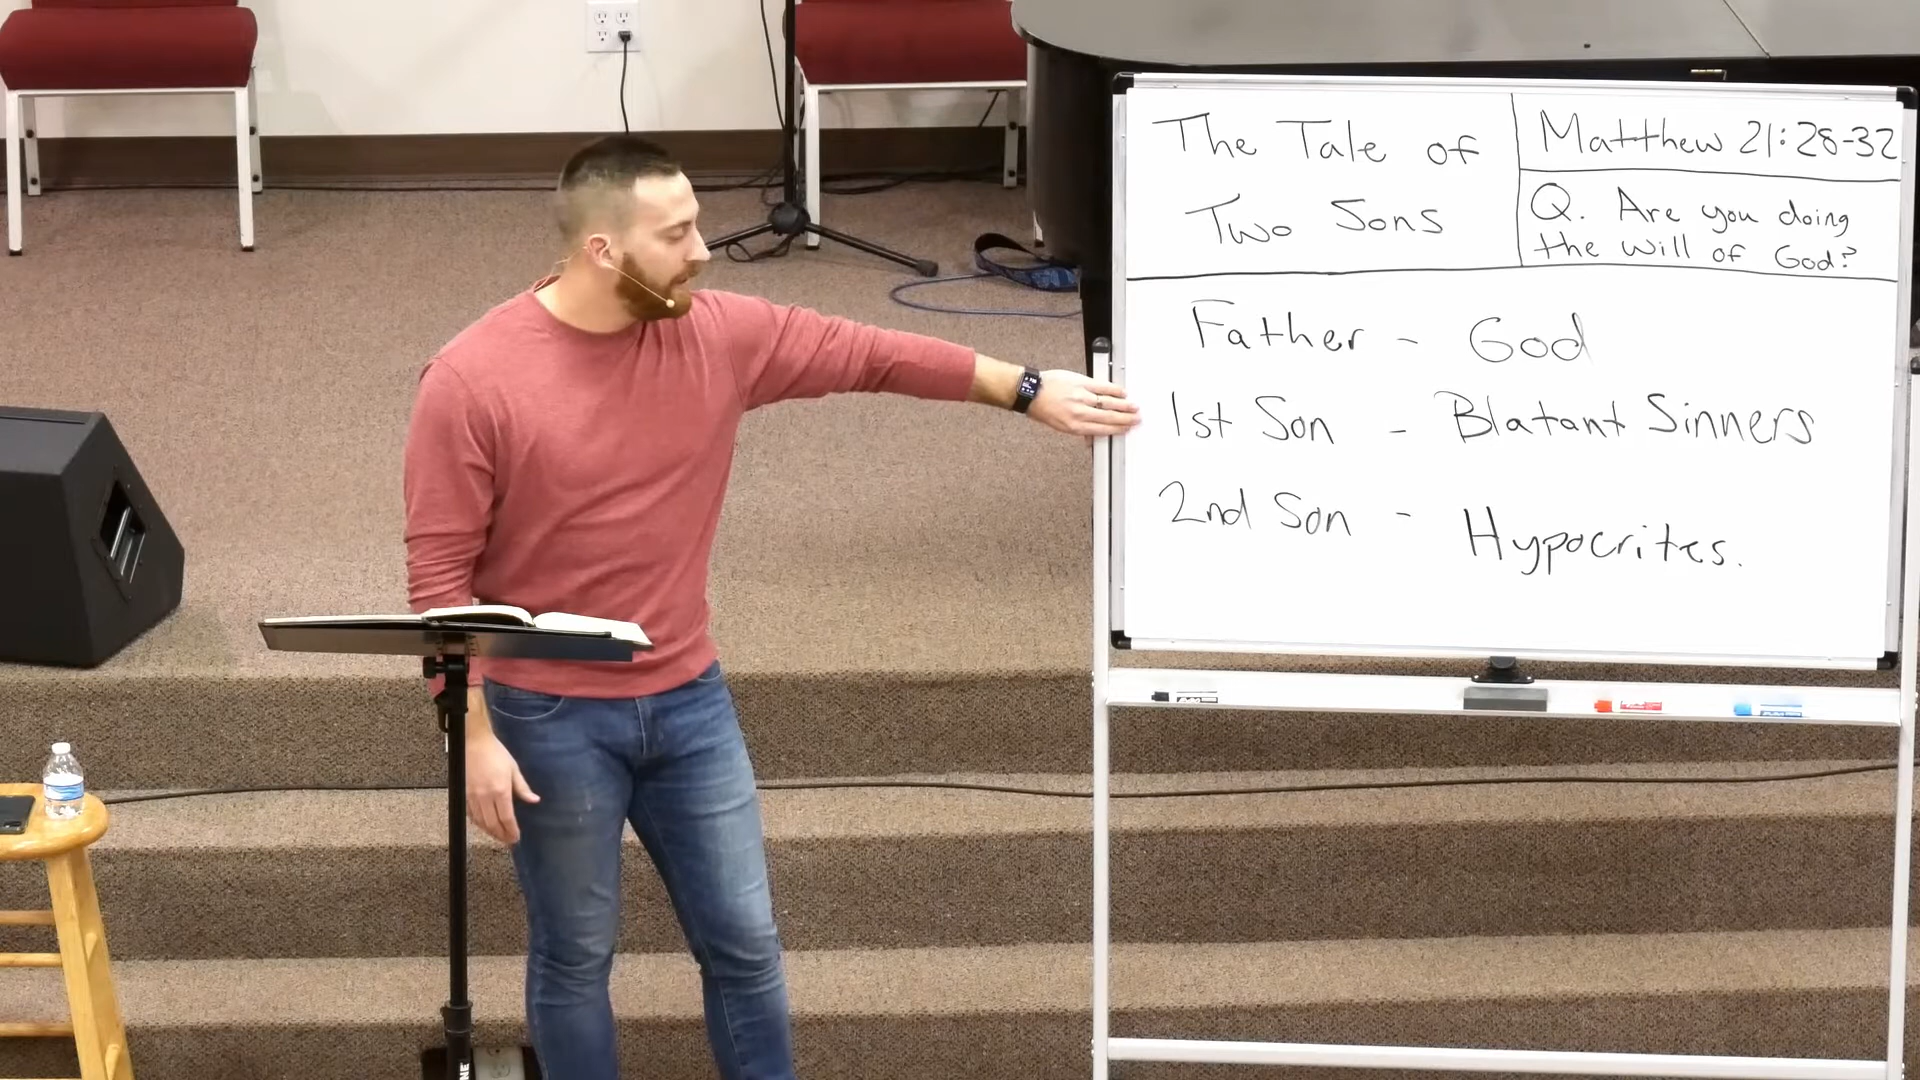 The Tale of
Two Sons
Matthew 21:28-32
Q. Are you doing
the will of God?
Father - God
1st Son - Blatant Sinners
2nd Son - Hypocrites.